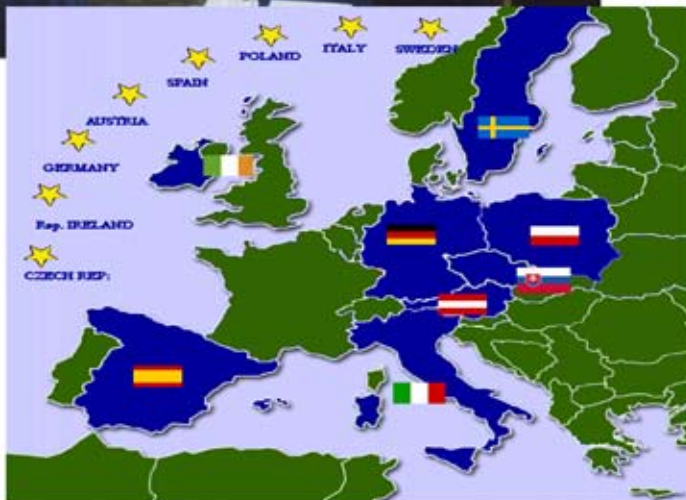 SWEDEN
ITALY
POLAND
SPAIN
AUSTRIA
GERMANY
Rep. IRELAND
CZECH REP: